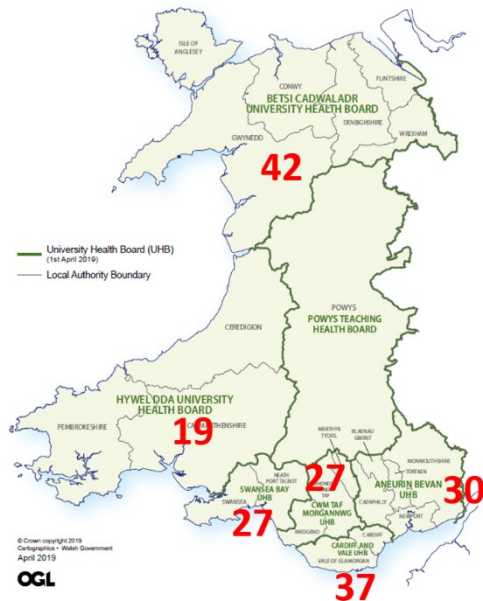 ISLE OF
ANGLESEY
CONWY
FLINTSHIRE
BETSI CADWALADR
UNIVERSITY HEALTH BOARD
DENBIGHSHIRE
GWYNEDD
WREXHAM
42
University Health Board (UHB)
(1st April 2019)
Local Authority Boundary
POWYS
POWYS TEACHING
HEALTH BOARD
CEREDIGION
HYWEL DDA UNIVERSITY
HEALTH BOARD
PEMBROKESHIRE
19
MERTHYR
TYDFIL
BLAENAU
GWENT
MONMOUTHSHIRE
TORFAEN
NEATH
PORT TALBOT
27
TAF
SWANSEA BAY
UHB
ANEURIN BEVAN
UHB
30
SWANSEA
CAERPHILLY
CWM TAF
MORGANNWG
UHB
NEWPORT
27
BRIDGEND
CARDIFF
CARDIFF AND
VALE UHB
VALE OF GLAMORGAN
37
© Crown copyright 2019
Cartographics • Welsh Government
April 2019
OGL